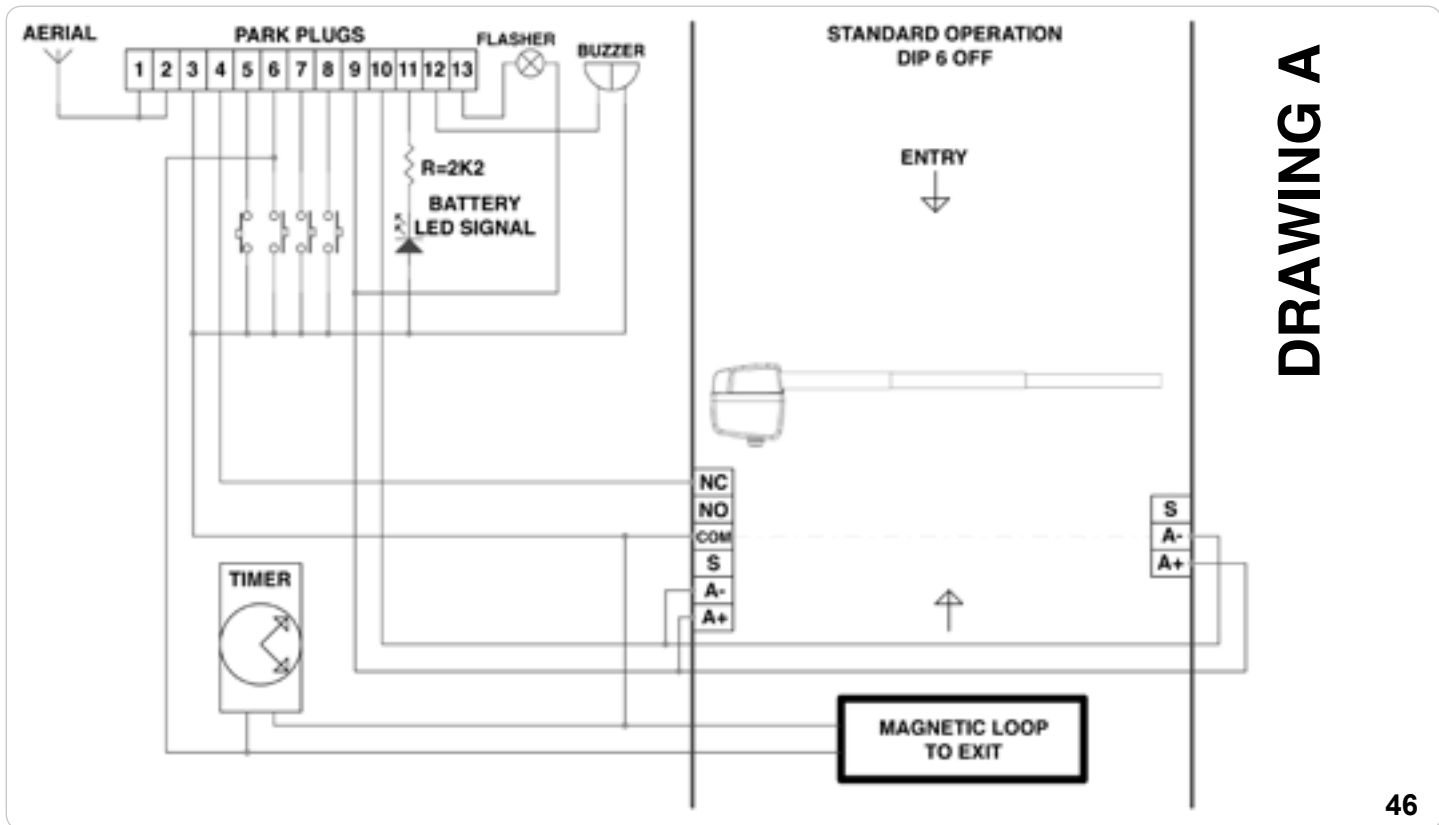 AERIAL
PARK PLUGS
FLASHER
BUZZER
1 2 3 4 5 6 7 8 9 10 11 12 13
R=2K2
BATTERY
LED SIGNAL
STANDARD OPERATION
DIP 6 OFF
ENTRY
DRAWING A
NC
NO
COM
S
A-
A+
S
A-
A+
TIMER
MAGNETIC LOOP
TO EXIT
46